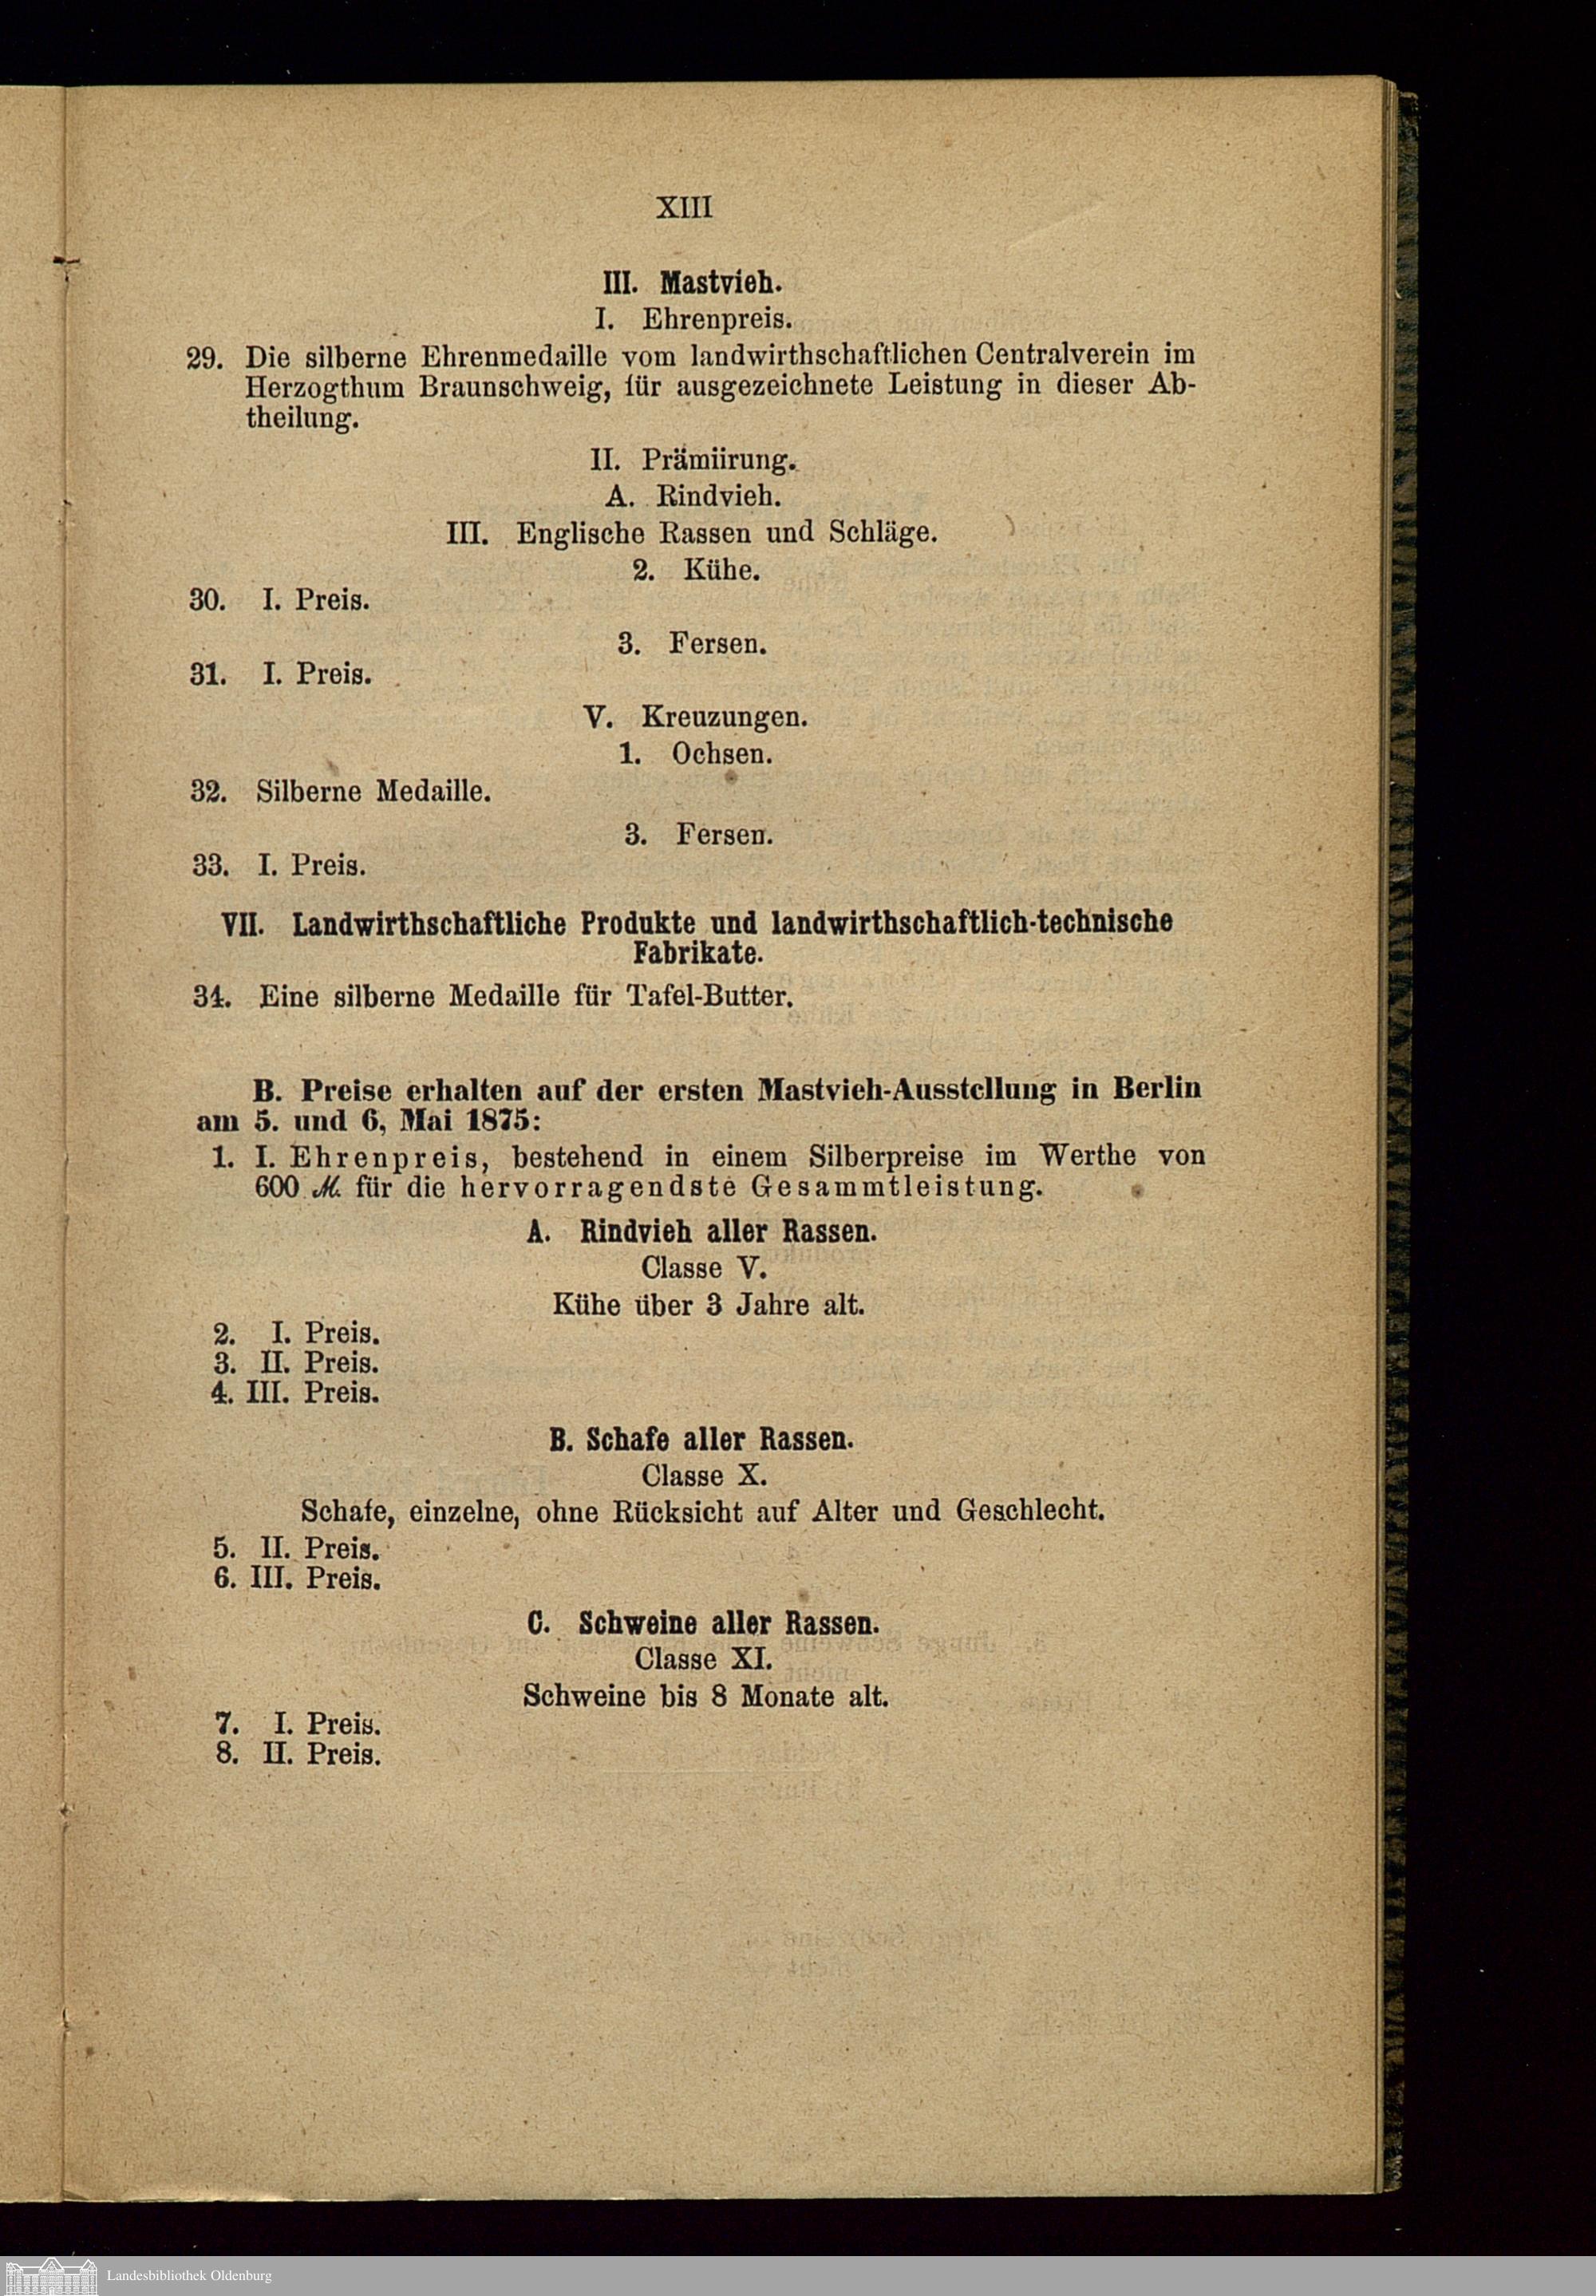 XIII
III. Mastvieh.
I. Ehrenpreis.
29. Die silberne Ehrenmedaille vom landwirthschaftlichen Centralverein im
Herzogthum Braunschweig, für ausgezeichnete Leistung in dieser Ab-
theilung.
II. Prämiirung.
A. Rindvieh.
III. Englische Rassen und Schläge.
2. Kühe.
30. I. Preis.
3. Fersen.
31. I. Preis.
V. Kreuzungen.
1. Ochsen.
32. Silberne Medaille.
3. Fersen.
33. I. Preis.
VII. Landwirthschaftliche Produkte und landwirthschaftlich-technische
Fabrikate.
34. Eine silberne Medaille für Tafel-Butter.
B. Preise erhalten auf der ersten Mastvieh-Ausstellung in Berlin
am 5. und 6, Mai 1875:
1. I. Ehrenpreis, bestehend in einem Silberpreise im Werthe von
600 M. für die hervorragendste Gesammtleistung.
A. Rindvieh aller Rassen.
Classe V.
Kühe über 3 Jahre alt.
2. I. Preis.
3. II. Preis.
4. III. Preis.
B. Schafe aller Rassen.
Classe X.
Schafe, einzelne, ohne Rücksicht auf Alter und Geschlecht.
5. II. Preis.
6. III. Preis.
C. Schweine aller Rassen.
Classe XI.
Schweine bis 8 Monate alt.
7. I. Preis.
8. II. Preis.
Landesbibliothek Oldenburg